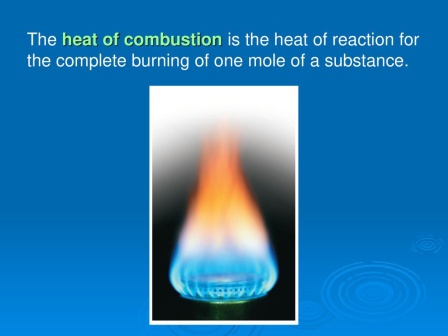 The heat of combustion is the heat of reaction for
the complete burning of one mole of a substance.